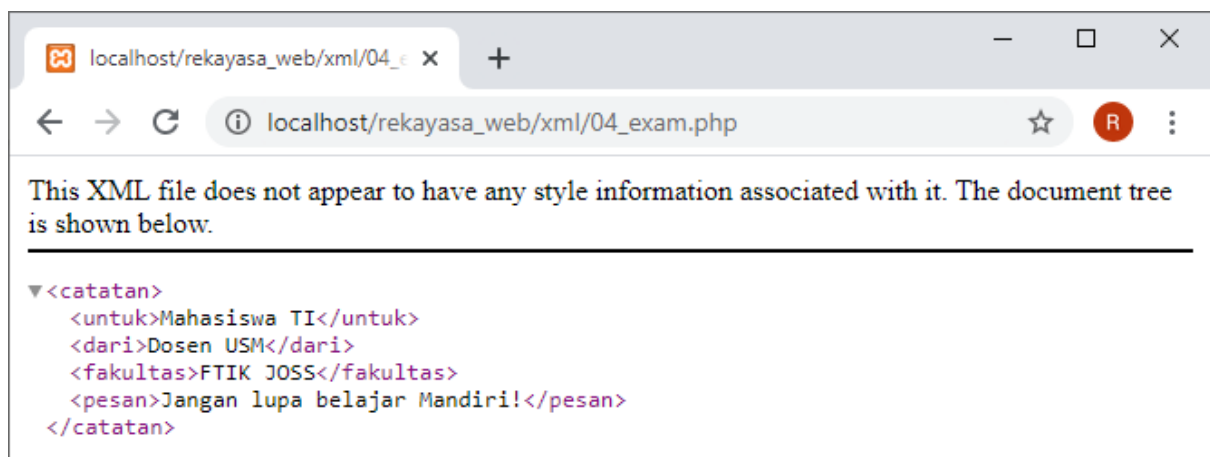 localhost/rekayasa_web/xml/04_e
localhost/rekayasa_web/xml/04_exam.php
R
This XML file does not appear to have any style information associated with it. The document tree
is shown below.
<catatan>
<untuk>Mahasiswa TI</untuk>
<dari>Dosen USM</dari>
<fakultas>FTIK JOSS</fakultas>
<pesan>Jangan lupa belajar Mandiri!</pesan>
</catatan>